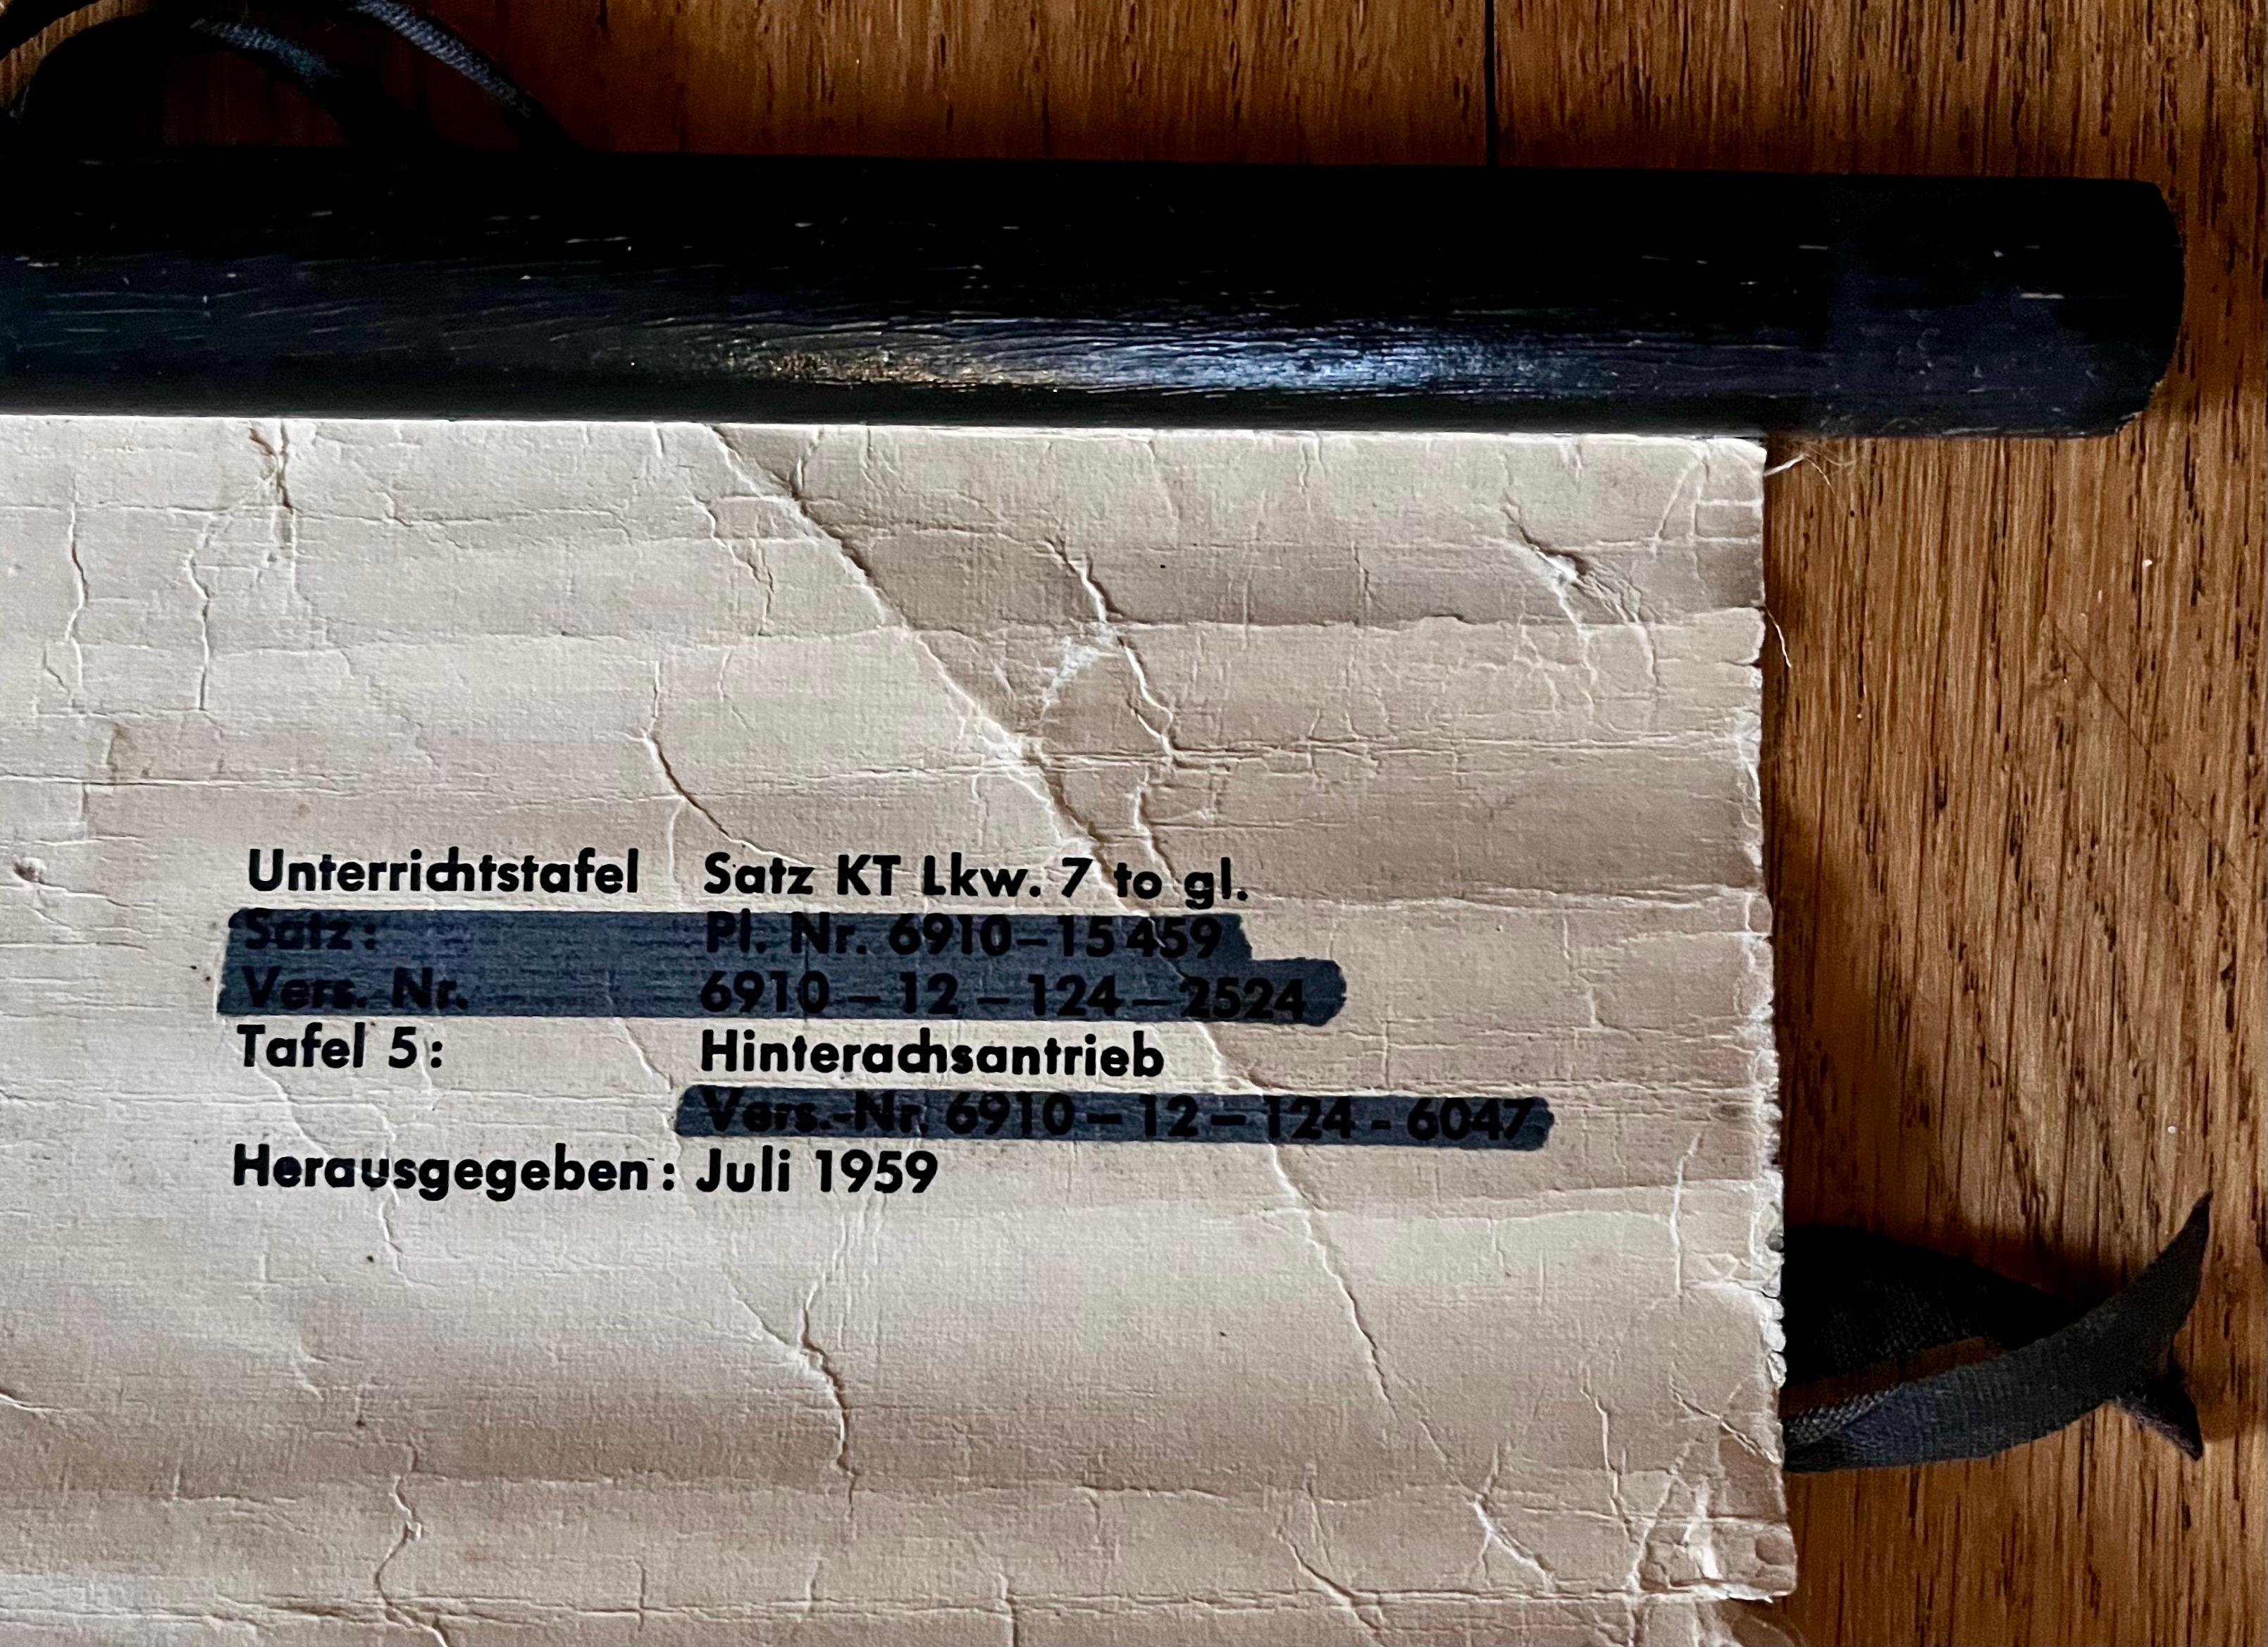 Unterrichtstafel Satz KT Lkw. 7 to gl.
Satz: Pl. Nr. 6910–15459
Vers.-Nr. 6910 – 12 – 124 – 2524
Tafel 5: Hinterachsantrieb
Vers.-Nr. 6910 – 12 – 124 - 6047
Herausgegeben: Juli 1959